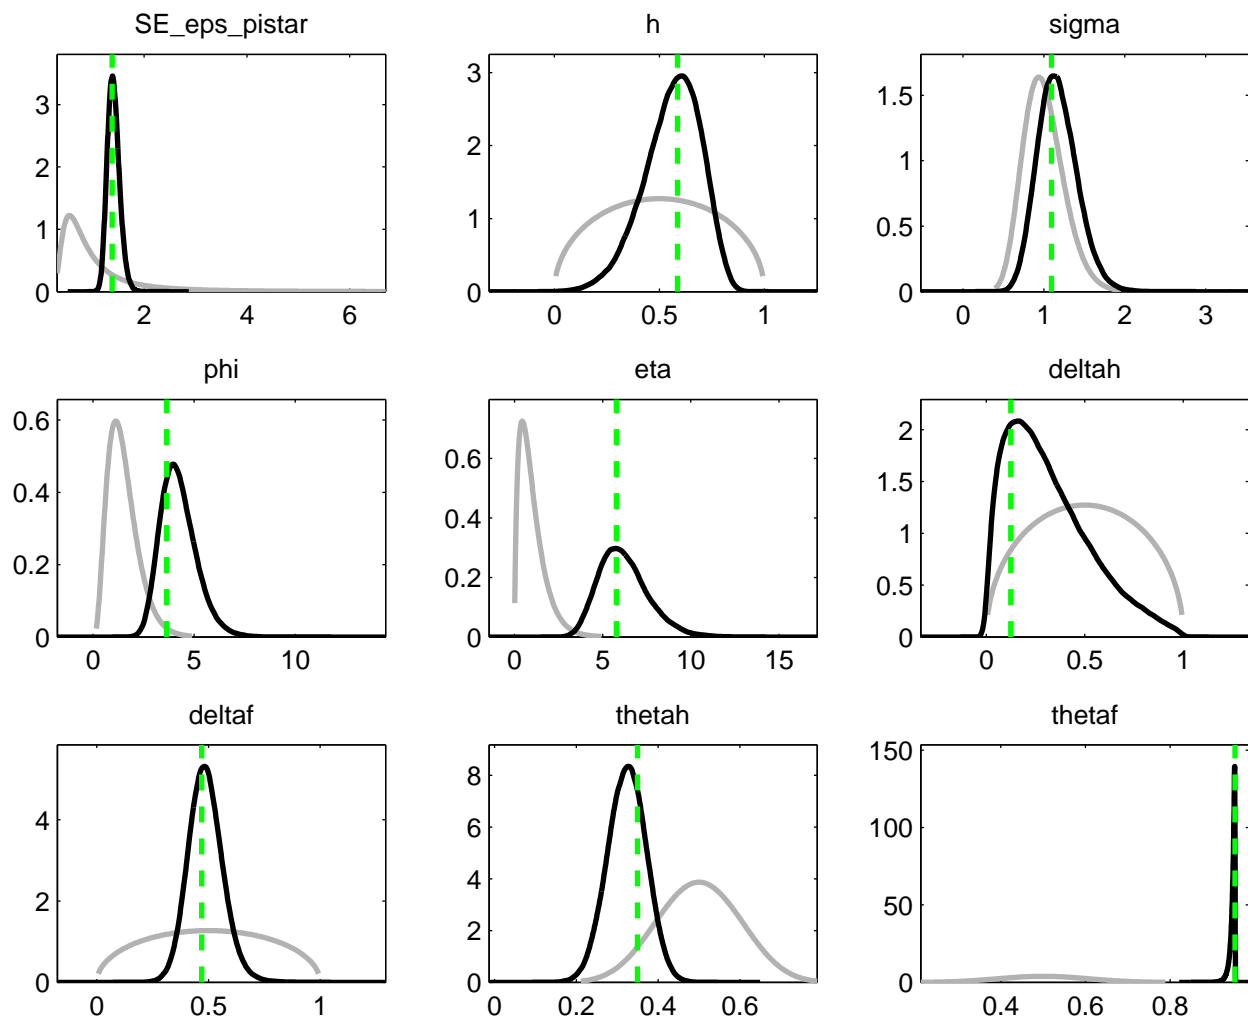 SE_eps_pistar h sigma
3 2 1 0
3 2 1 0
1.5 1 0.5 0
2 4 6
0 0.5 1
0 1 2 3
phi eta deltah
0.6 0.4 0.2 0
0.6 0.4 0.2 0
2 1.5 1 0.5 0
0 5 10
0 5 10 15
0 0.5 1
deltaf thetah thetaf
4 2 0
8 6 4 2 0
150 100 50 0
0 0.5 1
0 0.2 0.4 0.6
0.4 0.6 0.8